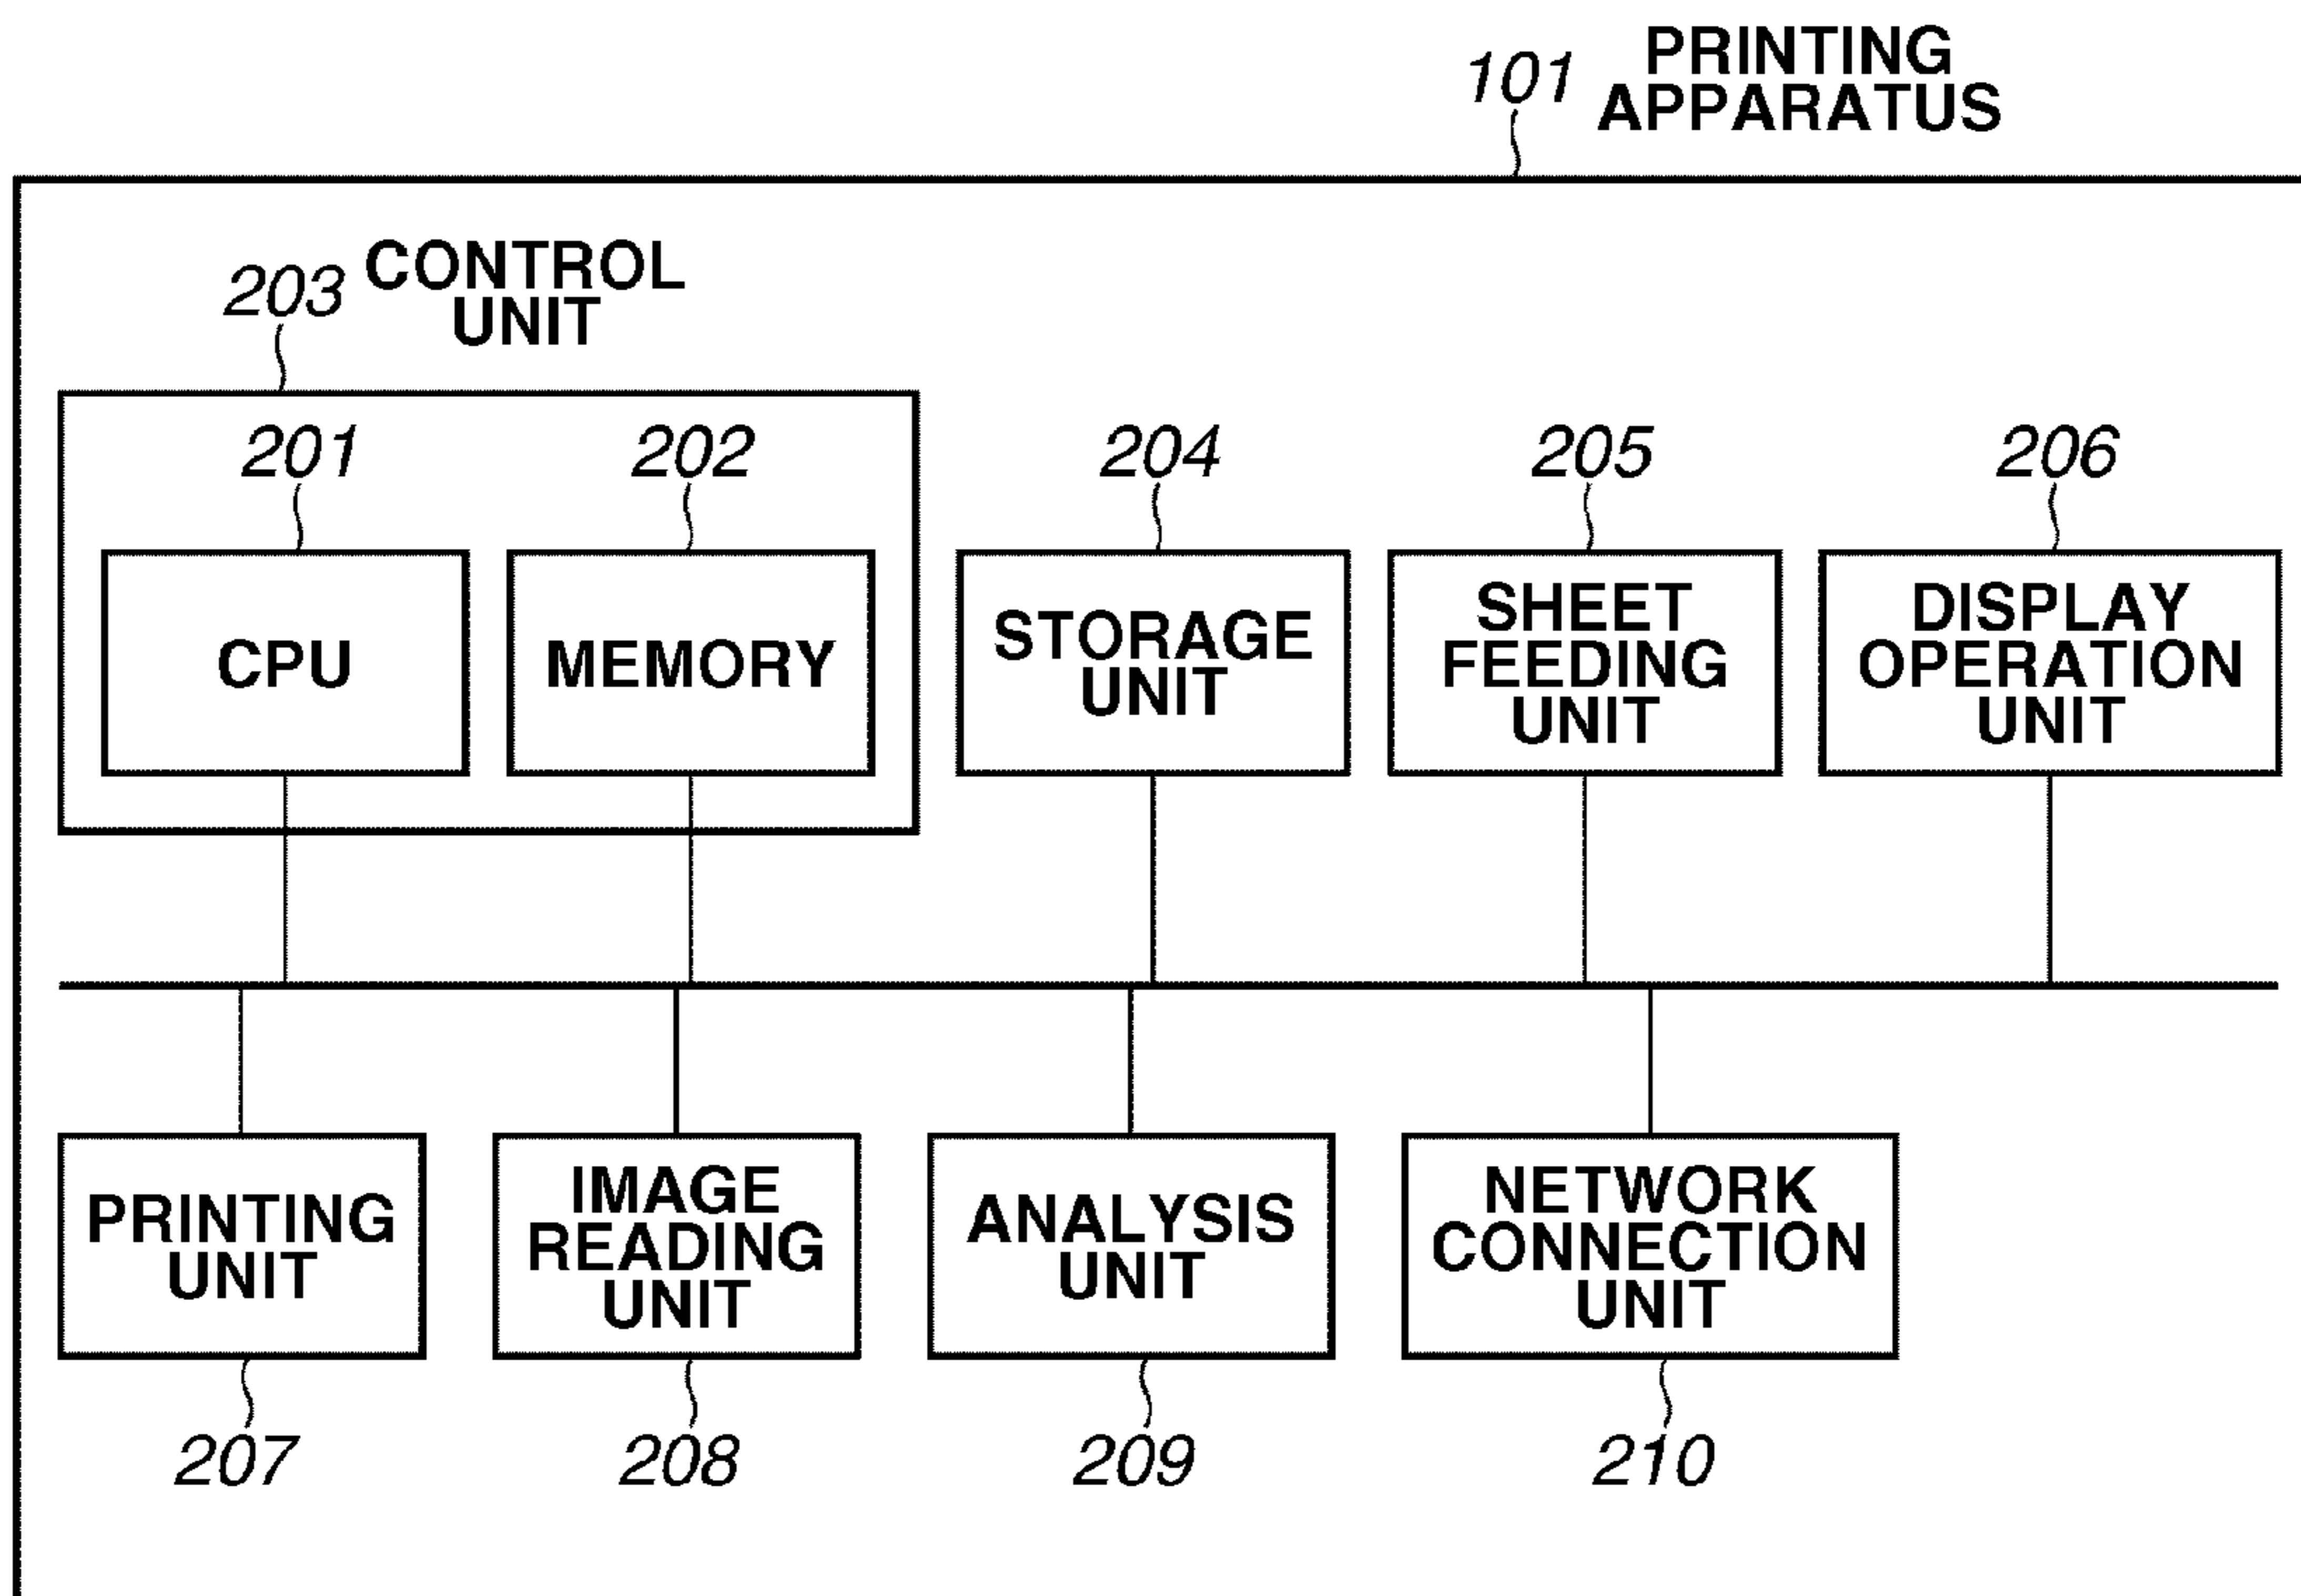 101 PRINTING
APPARATUS
203 CONTROL
UNIT
201
202
204
205
206
CPU
MEMORY
STORAGE
UNIT
SHEET
FEEDING
UNIT
DISPLAY
OPERATION
UNIT
PRINTING
UNIT
IMAGE
READING
UNIT
ANALYSIS
UNIT
NETWORK
CONNECTION
UNIT
207
208
209
210